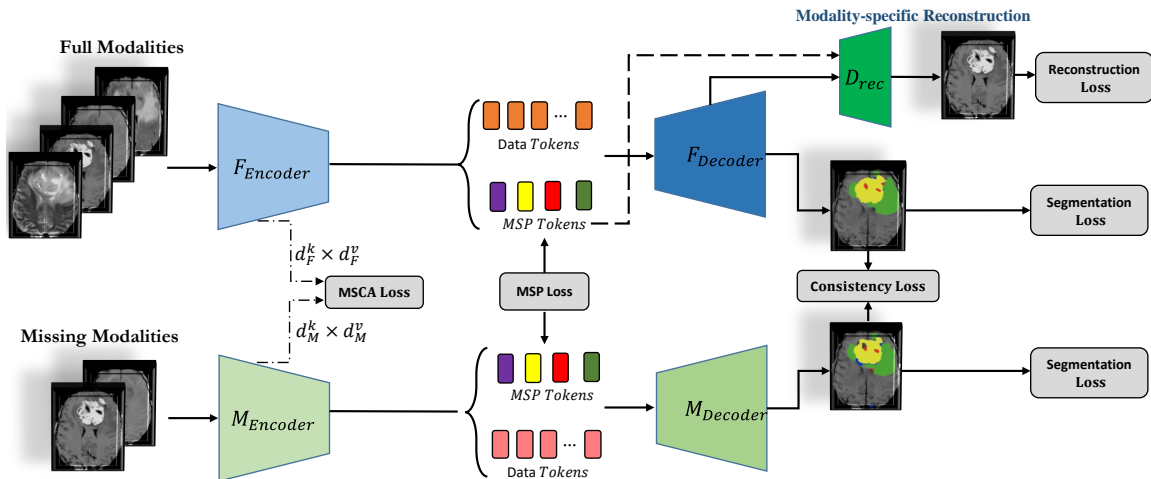 Modality-specific Reconstruction
Full Modalities
D_rec
Reconstruction
Loss
Data Tokens
F_Encoder
F_Decoder
MSP Tokens
Segmentation
Loss
d_F^k × d_F^v
MSCA Loss
MSP Loss
Consistency Loss
d_M^k × d_M^v
Missing Modalities
MSP Tokens
Segmentation
Loss
M_Encoder
M_Decoder
Data Tokens